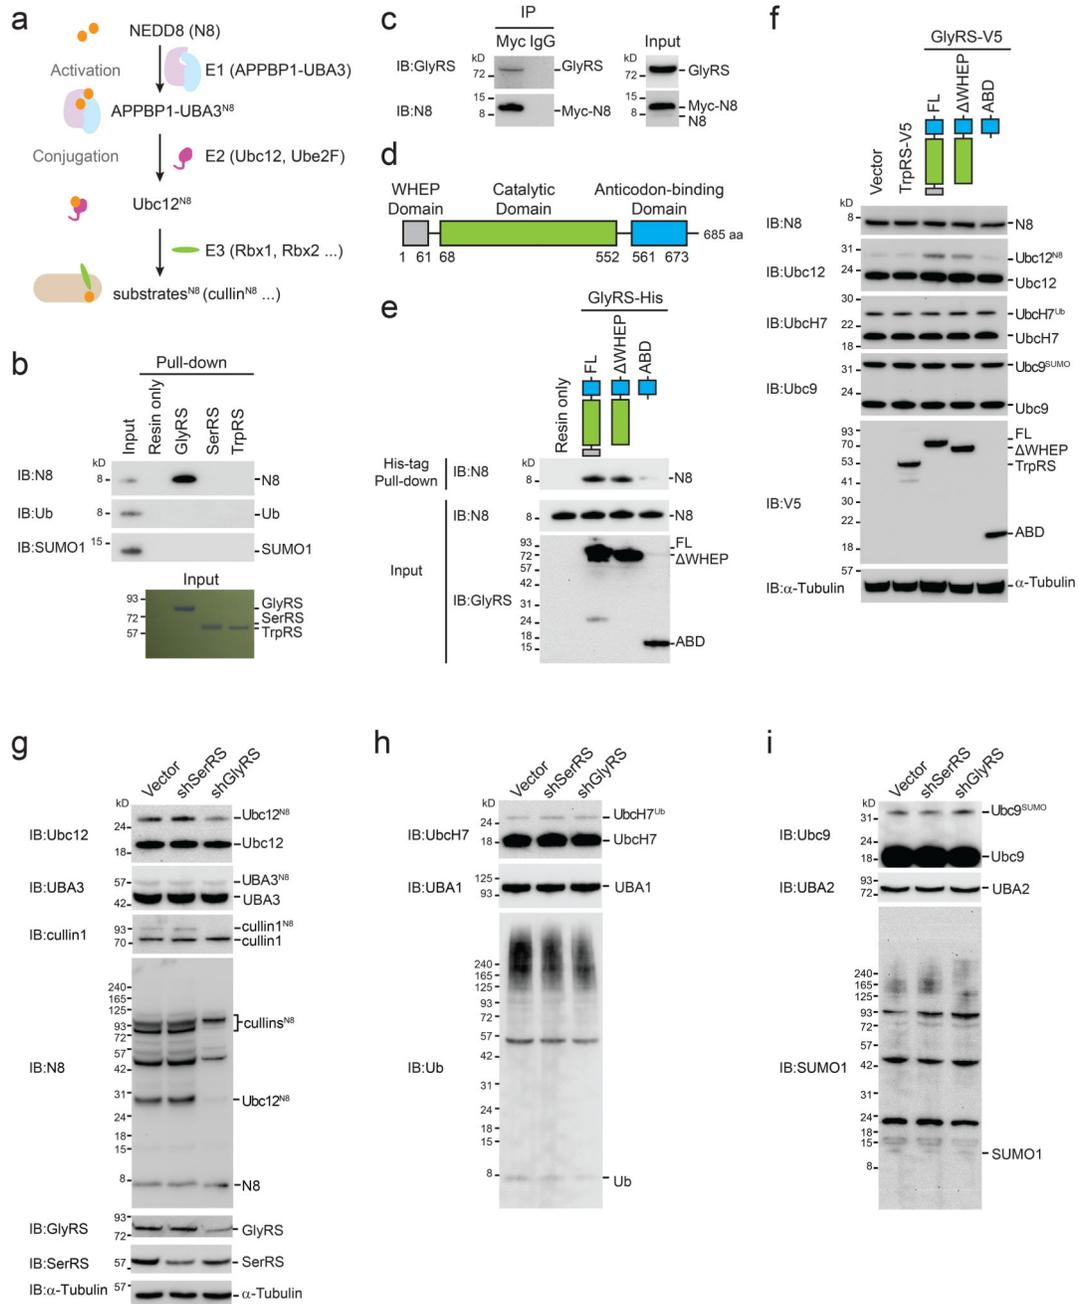 a
NEDD8 (N8)
Activation
E1 (APPBP1-UBA3)
APPBP1-UBA3N8
Conjugation
E2 (Ubc12, Ube2F)
Ubc12N8
E3 (Rbx1, Rbx2 ...)
substratesN8 (cullinN8 ...)
b
Pull-down
Input
Resin only
GlyRS
SerRS
TrpRS
kD
IB:N8
8
N8
IB:Ub
8
Ub
IB:SUMO1
15
SUMO1
Input
93
72
57
GlyRS
SerRS
TrpRS
c
IP
Myc IgG
Input
kD
kD
IB:GlyRS
72
GlyRS
72
GlyRS
IB:N8
15
8
Myc-N8
15
8
Myc-N8
N8
d
WHEP
Domain
Catalytic
Domain
Anticodon-binding
Domain
685 aa
1 61 68 552 561 673
e
GlyRS-His
Resin only
FL
ΔWHEP
ABD
His-tag
Pull-down
IB:N8
kD
8
N8
Input
IB:N8
8
N8
IB:GlyRS
93
72
57
42
31
24
18
15
FL
ΔWHEP
ABD
f
GlyRS-V5
Vector
TrpRS-V5
FL
ΔWHEP
ABD
kD
IB:N8
8
N8
IB:Ubc12
31
24
Ubc12N8
Ubc12
IB:UbcH7
30
22
18
UbcH7Ub
UbcH7
IB:Ubc9
31
24
18
Ubc9SUMO
Ubc9
IB:V5
93
70
53
41
30
22
18
FL
ΔWHEP
TrpRS
ABD
IB:α-Tubulin
57
α-Tubulin
g
Vector
shSerRS
shGlyRS
kD
IB:Ubc12
24
18
Ubc12N8
Ubc12
IB:UBA3
57
42
UBA3N8
UBA3
IB:cullin1
93
70
cullin1N8
cullin1
IB:N8
240
165
125
93
72
57
42
31
24
18
15
8
cullinsN8
Ubc12N8
N8
IB:GlyRS
93
72
GlyRS
IB:SerRS
57
SerRS
IB:α-Tubulin
57
α-Tubulin
h
Vector
shSerRS
shGlyRS
kD
IB:UbcH7
24
18
UbcH7Ub
UbcH7
IB:UBA1
125
93
UBA1
IB:Ub
240
165
125
93
72
57
42
31
24
18
15
8
Ub
i
Vector
shSerRS
shGlyRS
kD
IB:Ubc9
31
24
18
Ubc9SUMO
Ubc9
IB:UBA2
93
72
UBA2
IB:SUMO1
240
165
125
93
72
57
42
31
24
18
15
8
SUMO1